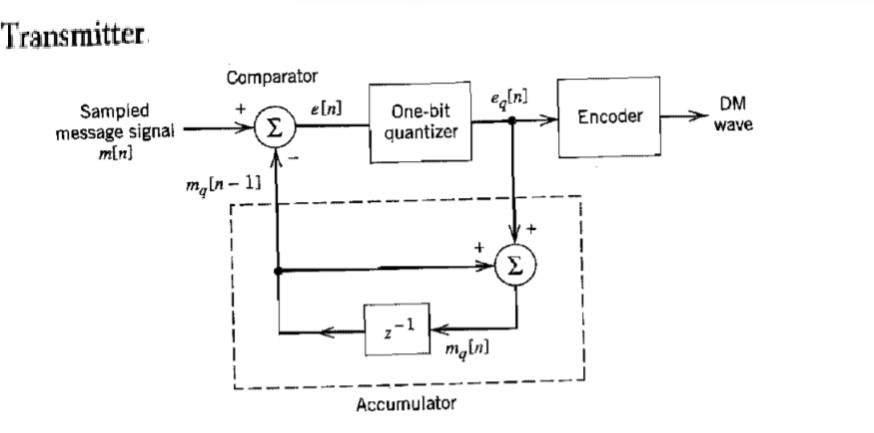 Transmitter
Comparator
Sampled
message signal
m[n]
+
Σ
−
e[n]
One-bit
quantizer
e_q[n]
Encoder
DM
wave
m_q[n – 1]
+
+
Σ
z⁻¹
m_q[n]
Accumulator